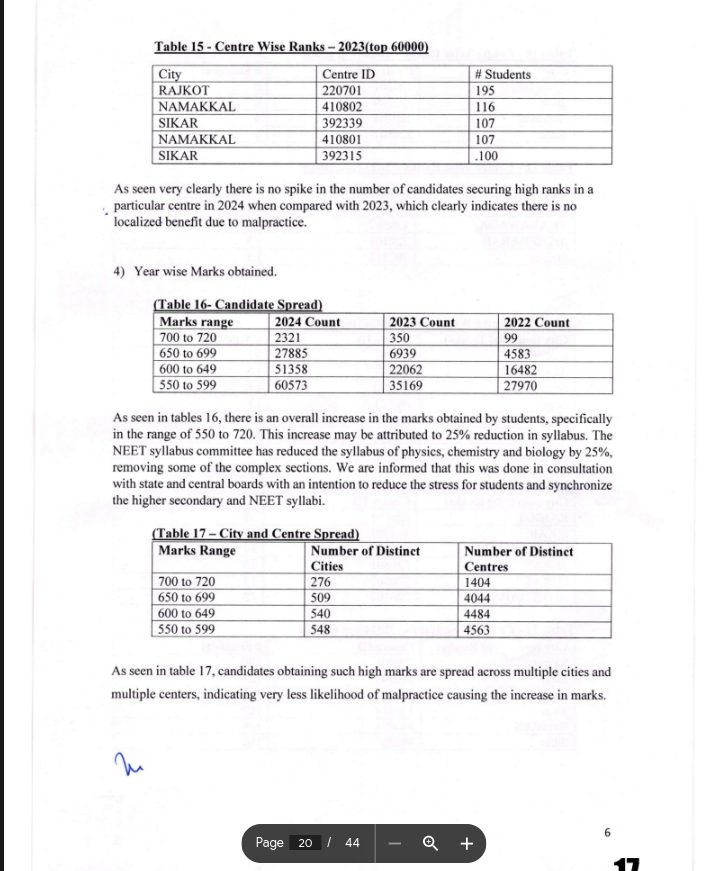 Table 15 - Centre Wise Ranks – 2023(top 60000)
City Centre ID # Students
RAJKOT 220701 195
NAMAKKAL 410802 116
SIKAR 392339 107
NAMAKKAL 410801 107
SIKAR 392315 .100
As seen very clearly there is no spike in the number of candidates securing high ranks in a
particular centre in 2024 when compared with 2023, which clearly indicates there is no
localized benefit due to malpractice.
4) Year wise Marks obtained.
(Table 16- Candidate Spread)
Marks range 2024 Count 2023 Count 2022 Count
700 to 720 2321 350 99
650 to 699 27885 6939 4583
600 to 649 51358 22062 16482
550 to 599 60573 35169 27970
As seen in tables 16, there is an overall increase in the marks obtained by students, specifically
in the range of 550 to 720. This increase may be attributed to 25% reduction in syllabus. The
NEET syllabus committee has reduced the syllabus of physics, chemistry and biology by 25%,
removing some of the complex sections. We are informed that this was done in consultation
with state and central boards with an intention to reduce the stress for students and synchronize
the higher secondary and NEET syllabi.
(Table 17 – City and Centre Spread)
Marks Range Number of Distinct Number of Distinct
Cities Centres
700 to 720 276 1404
650 to 699 509 4044
600 to 649 540 4484
550 to 599 548 4563
As seen in table 17, candidates obtaining such high marks are spread across multiple cities and
multiple centers, indicating very less likelihood of malpractice causing the increase in marks.
6
Page 20 / 44
17